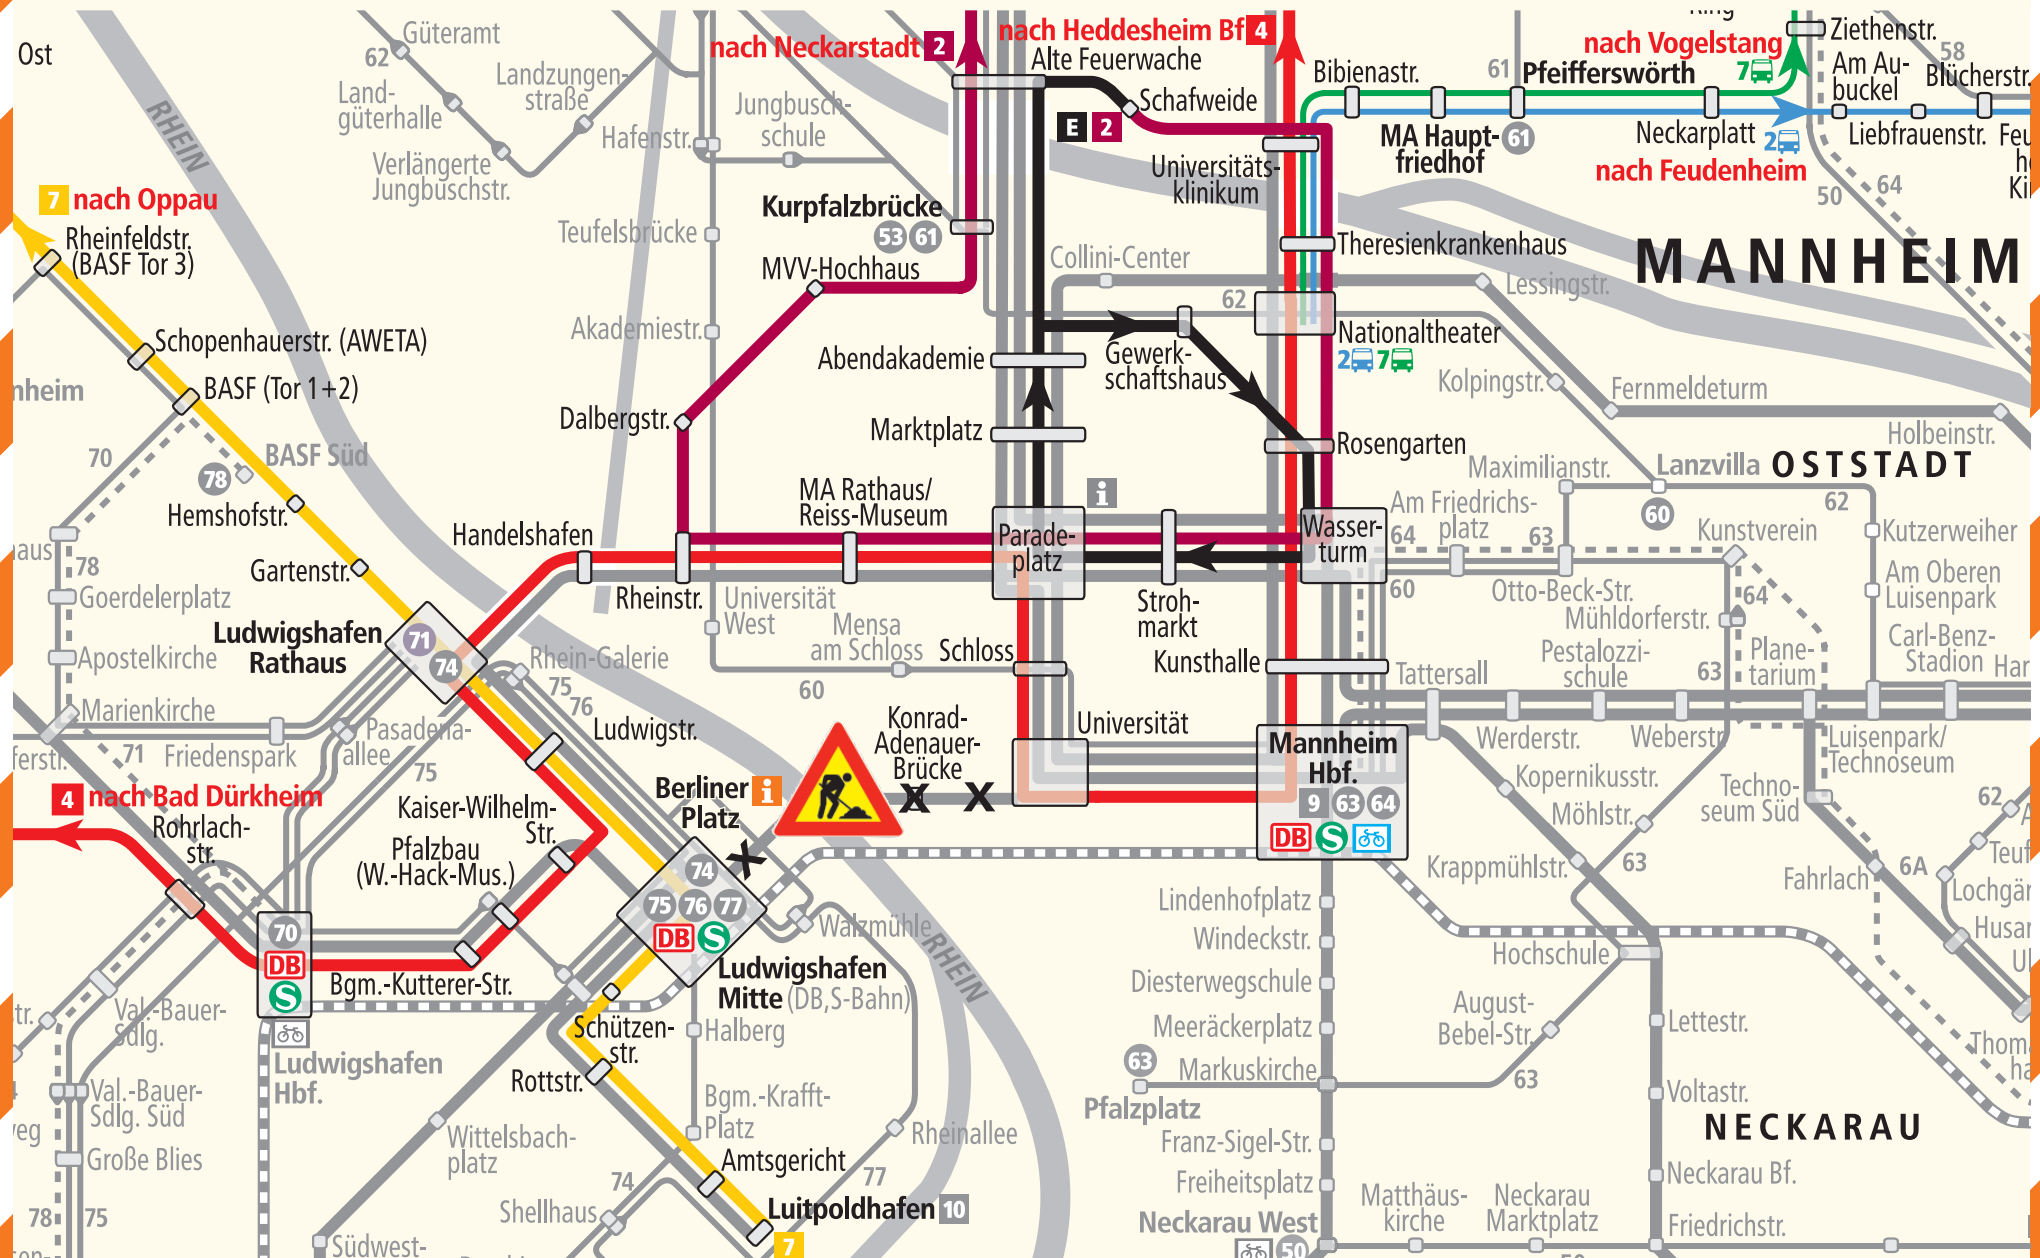 Ost
Güteramt
62
Landzungen-
straße
Land-
güterhalle
Verlängerte
Jungbuschstr.
Hafenstr.
Jungbusch-
schule
RHEIN
nach Neckarstadt 2
nach Heddesheim Bf 4
Alte Feuerwache
Schafweide
E 2
Bibienastr.
61
Pfeifferswörth
nach Vogelstang
7
Ziethenstr.
58
Am Au-
buckel
Blücherstr.
MA Haupt-
friedhof
61
Neckarplatt
2
Liebfrauenstr.
nach Feudenheim
50
64
Universitäts-
klinikum
7 nach Oppau
Rheinfeldstr.
(BASF Tor 3)
Teufelsbrücke
Kurpfalzbrücke
53 61
MVV-Hochhaus
Collini-Center
Theresienkrankenhaus
MANNHEIM
Lessingstr.
62
Nationaltheater
2 7
Akademiestr.
Schopenhauerstr. (AWETA)
BASF (Tor 1+2)
Abendakademie
Gewerk-
schaftshaus
Kolpingstr.
Fernmeldeturm
Holbeinstr.
nheim
Dalbergstr.
Marktplatz
Rosengarten
70
BASF Süd
78
Hemshofstr.
Maximilianstr.
Lanzvilla
OSTSTADT
60
62
Handelshafen
MA Rathaus/
Reiss-Museum
i
Parade-
platz
Wasser-
turm
Am Friedrichs-
platz
64
63
Kunstverein
Kutzerweiher
78
Gartenstr.
Goerdelerplatz
Rheinstr.
Universität
West
Mensa
am Schloss
Stroh-
markt
60
Otto-Beck-Str.
Mühldorferstr.
64
Am Oberen
Luisenpark
Ludwigshafen
Rathaus
71
74
Apostelkirche
Rhein-Galerie
75
76
Schloss
60
Kunsthalle
Tattersall
Pestalozzi-
schule
63
Plane-
tarium
Carl-Benz-
Stadion
Har
Marienkirche
71
Friedenspark
Pasadena-
allee
75
Ludwigstr.
Konrad-
Adenauer-
Brücke
Universität
Mannheim
Hbf.
9 63 64
DB S
Werderstr.
Weberstr.
Luisenpark/
Technoseum
Kopernikusstr.
Möhlstr.
Techno-
seum Süd
62
4 nach Bad Dürkheim
Rohrlach-
str.
Kaiser-Wilhelm-
Str.
Pfalzbau
(W.-Hack-Mus.)
Berliner
Platz
i
74
75 76 77
DB S
Walzmühle
RHEIN
Krappmühlstr.
63
Fahrlach
6A
Lindenhofplatz
Windeckstr.
Diesterwegschule
Meeräckerplatz
Hochschule
70
DB
S
Bgm.-Kutterer-Str.
Ludwigshafen
Mitte (DB,S-Bahn)
Val.-Bauer-
Sdlg.
Ludwigshafen
Hbf.
Schützen-
str.
Halberg
August-
Bebel-Str.
Lettestr.
63
Markuskirche
63
Pfalzplatz
Rottstr.
Bgm.-Krafft-
Platz
Val.-Bauer-
Sdlg. Süd
Voltastr.
NECKARAU
Wittelsbach-
platz
Rheinallee
Franz-Sigel-Str.
Große Blies
Amtsgericht
77
Freiheitsplatz
Neckarau Bf.
74
78
75
Shellhaus
Luitpoldhafen 10
7
Matthäus-
kirche
Neckarau
Marktplatz
Neckarau West
50
Friedrichstr.
Südwest-